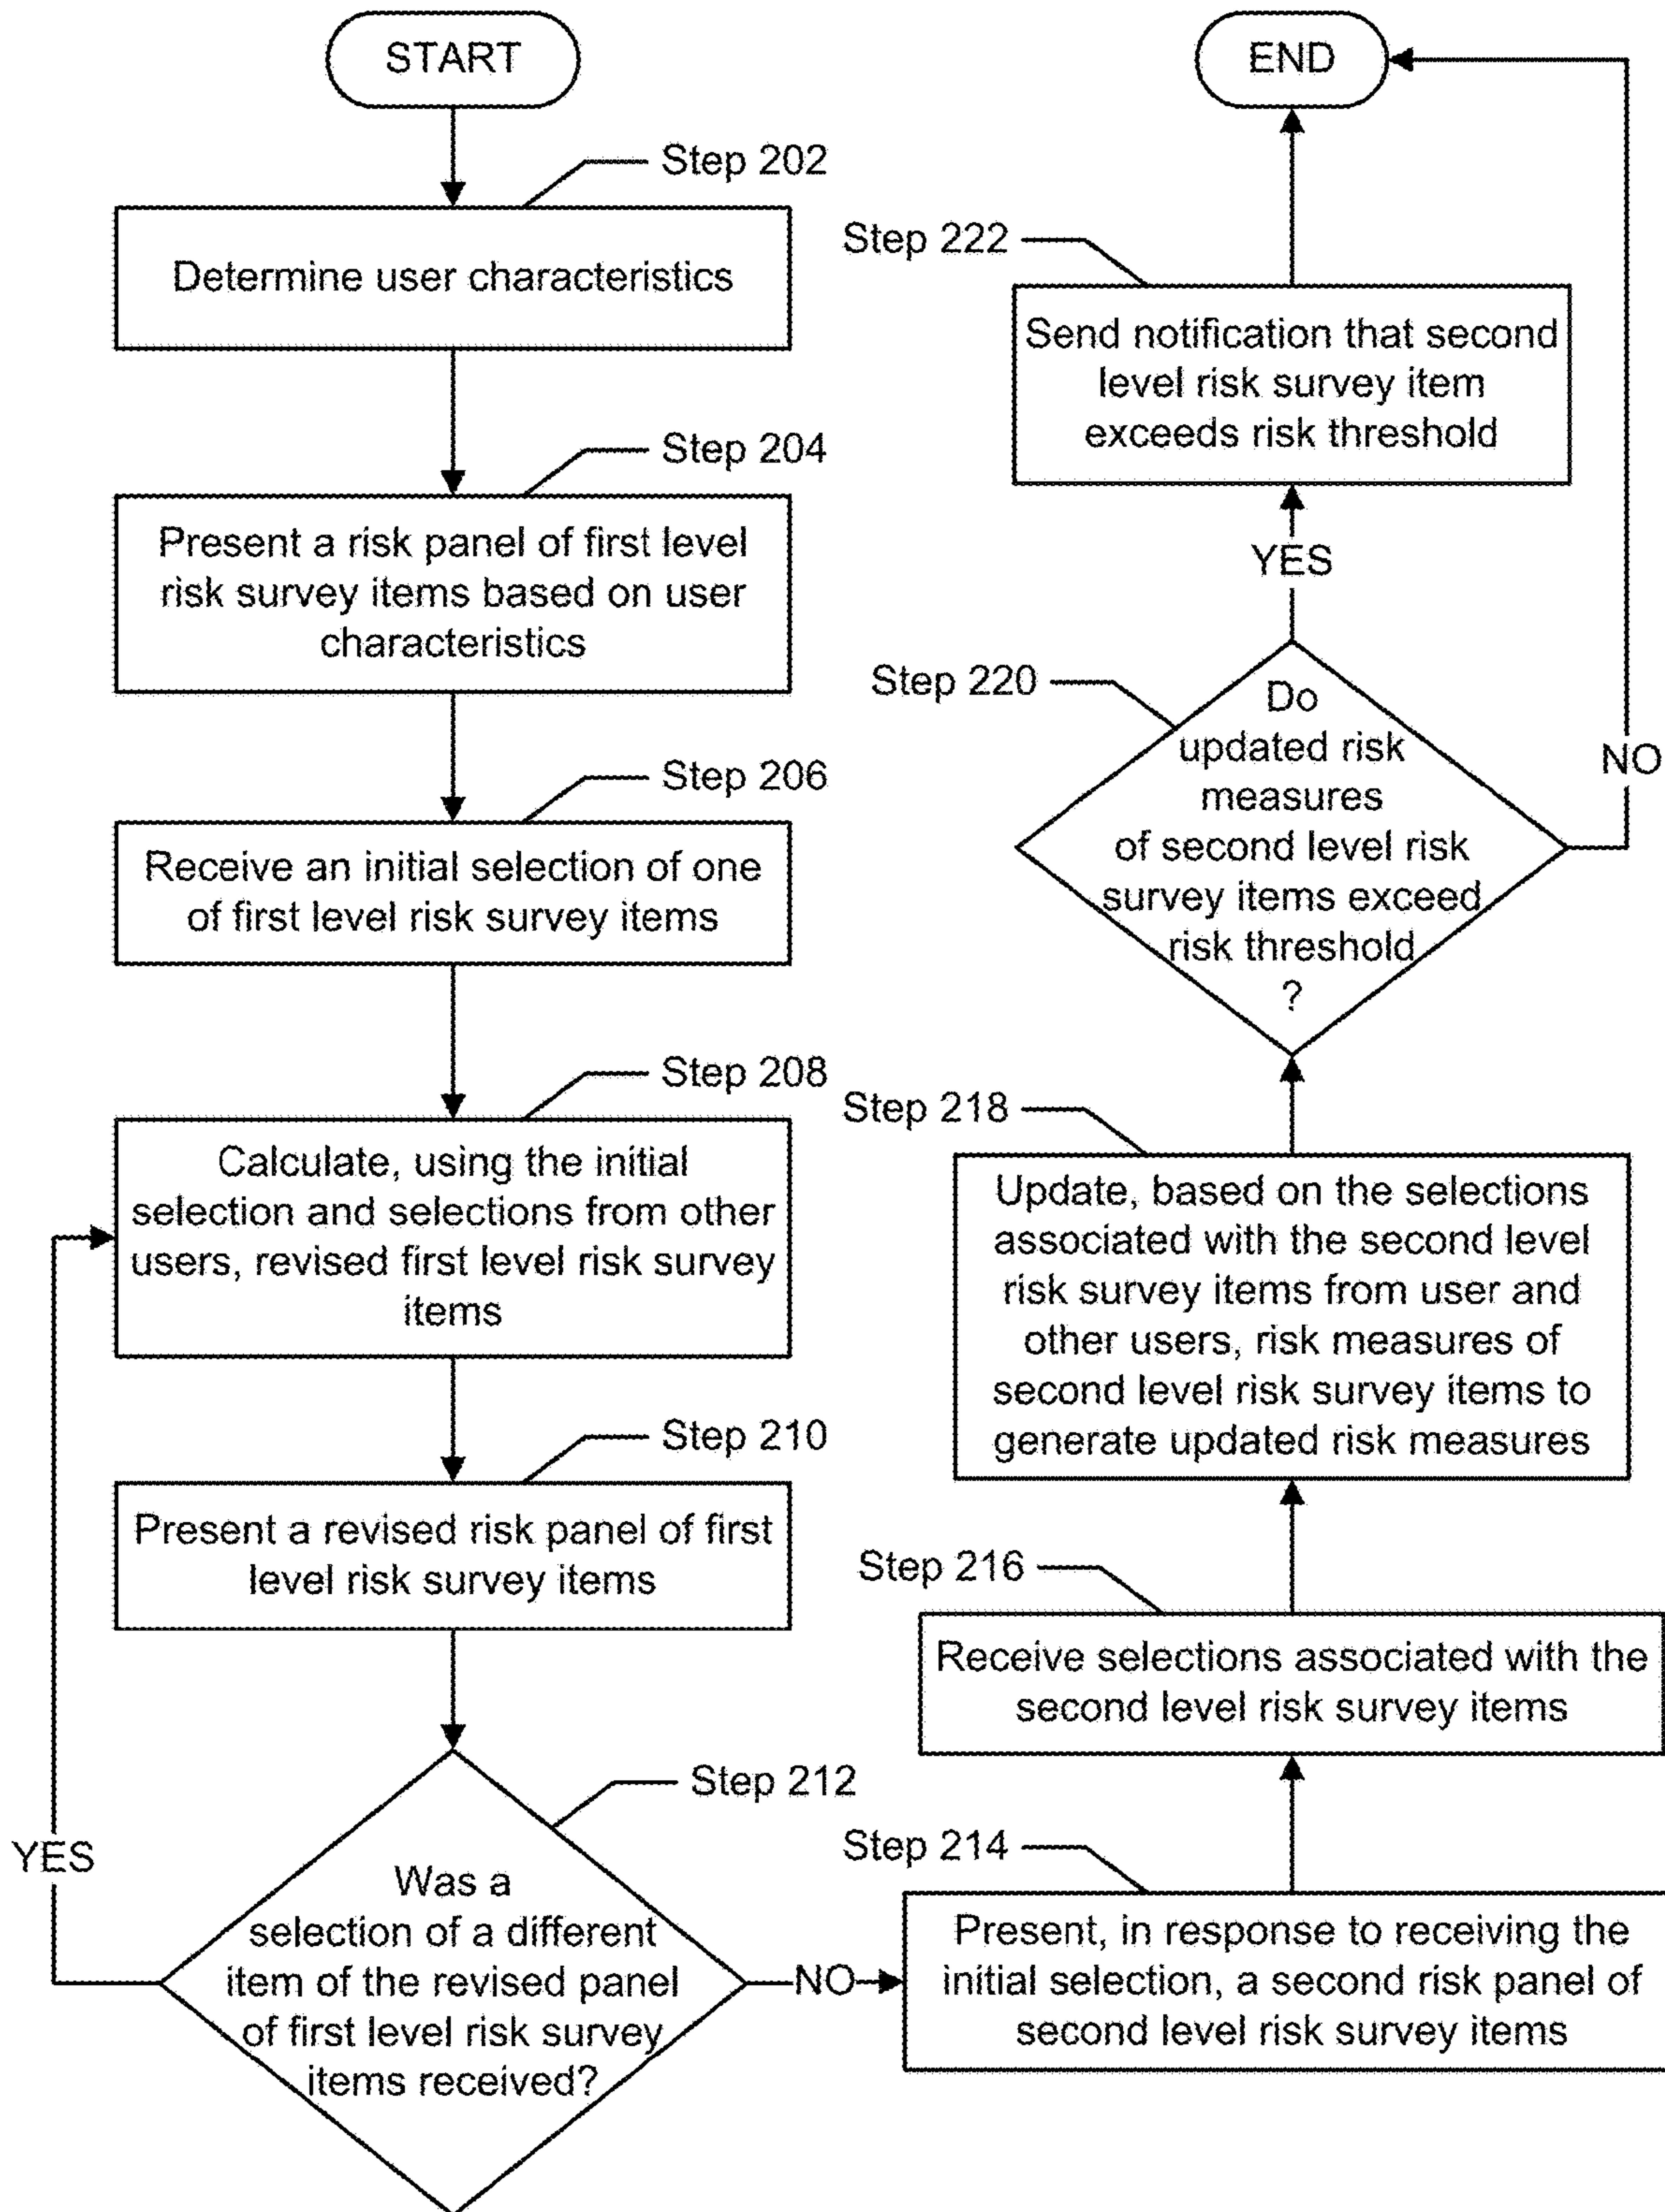 START
Step 202
Determine user characteristics
Step 204
Present a risk panel of first level
risk survey items based on user
characteristics
Step 206
Receive an initial selection of one
of first level risk survey items
Step 208
Calculate, using the initial
selection and selections from other
users, revised first level risk survey
items
Step 210
Present a revised risk panel of first
level risk survey items
Step 212
Was a
selection of a different
item of the revised panel
of first level risk survey
items received?
YES
NO
Step 214
Present, in response to receiving the
initial selection, a second risk panel of
second level risk survey items
Step 216
Receive selections associated with the
second level risk survey items
Step 218
Update, based on the selections
associated with the second level
risk survey items from user and
other users, risk measures of
second level risk survey items to
generate updated risk measures
Step 220
Do
updated risk
measures
of second level risk
survey items exceed
risk threshold
?
YES
NO
Step 222
Send notification that second
level risk survey item
exceeds risk threshold
END